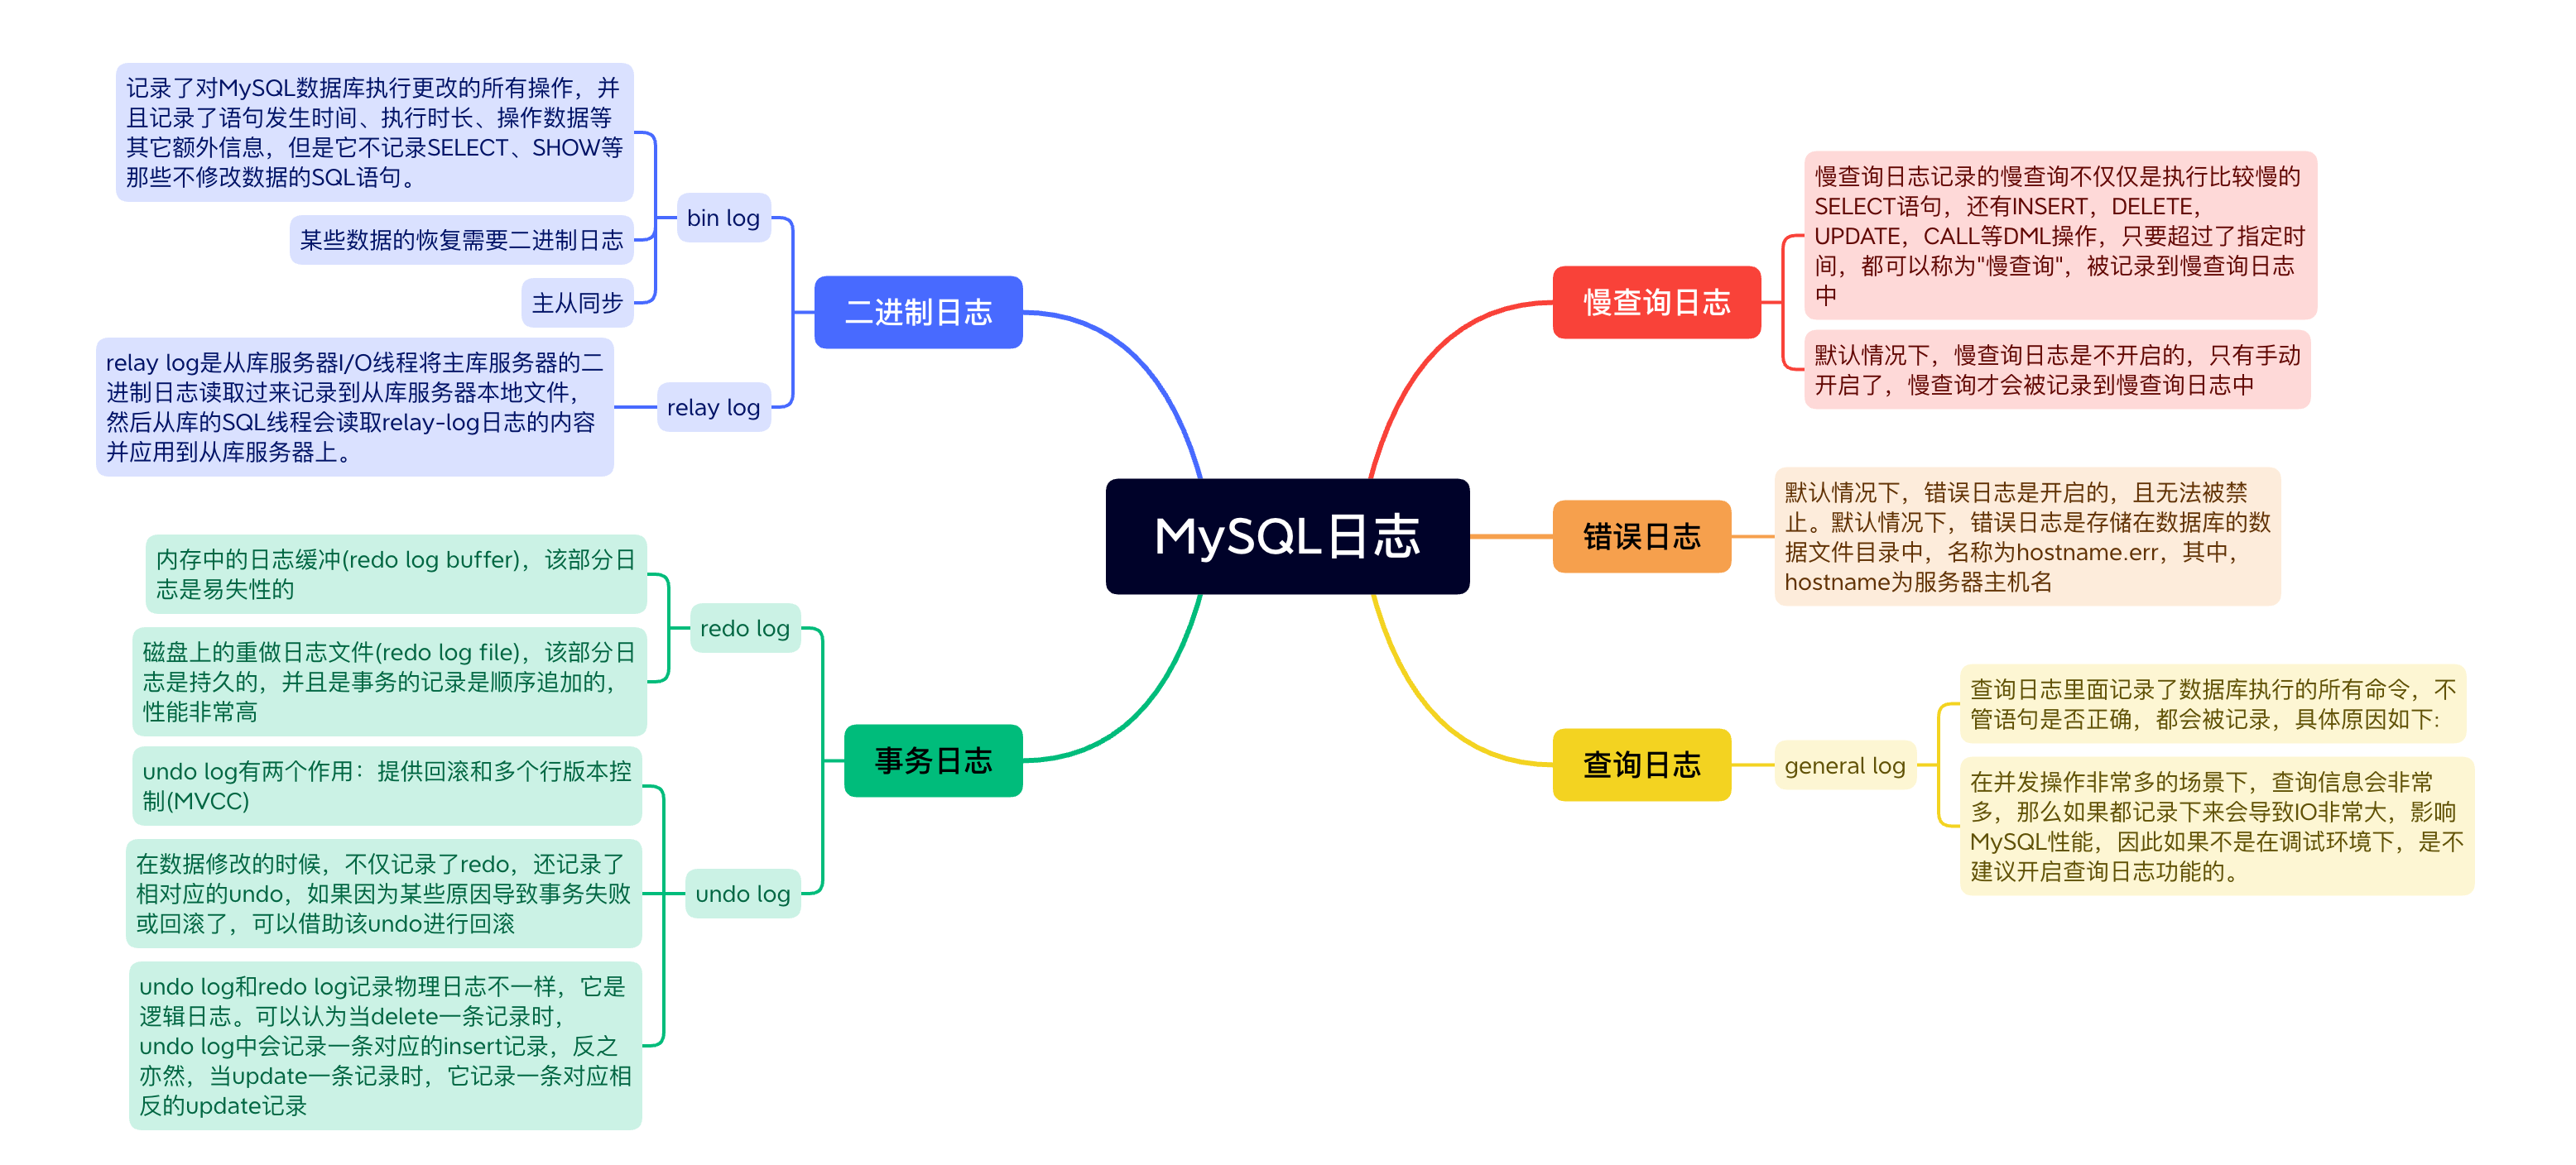 MySQL日志
慢查询日志
慢查询日志记录的慢查询不仅仅是执行比较慢的
SELECT语句，还有INSERT，DELETE，
UPDATE，CALL等DML操作，只要超过了指定时
间，都可以称为"慢查询"，被记录到慢查询日志
中
默认情况下，慢查询日志是不开启的，只有手动
开启了，慢查询才会被记录到慢查询日志中
错误日志
默认情况下，错误日志是开启的，且无法被禁
止。默认情况下，错误日志是存储在数据库的数
据文件目录中，名称为hostname.err，其中，
hostname为服务器主机名
查询日志
general log
查询日志里面记录了数据库执行的所有命令，不
管语句是否正确，都会被记录，具体原因如下:
在并发操作非常多的场景下，查询信息会非常
多，那么如果都记录下来会导致IO非常大，影响
MySQL性能，因此如果不是在调试环境下，是不
建议开启查询日志功能的。
二进制日志
bin log
记录了对MySQL数据库执行更改的所有操作，并
且记录了语句发生时间、执行时长、操作数据等
其它额外信息，但是它不记录SELECT、SHOW等
那些不修改数据的SQL语句。
某些数据的恢复需要二进制日志
主从同步
relay log
relay log是从库服务器I/O线程将主库服务器的二
进制日志读取过来记录到从库服务器本地文件，
然后从库的SQL线程会读取relay-log日志的内容
并应用到从库服务器上。
事务日志
redo log
内存中的日志缓冲(redo log buffer)，该部分日
志是易失性的
磁盘上的重做日志文件(redo log file)，该部分日
志是持久的，并且是事务的记录是顺序追加的，
性能非常高
undo log
undo log有两个作用：提供回滚和多个行版本控
制(MVCC)
在数据修改的时候，不仅记录了redo，还记录了
相对应的undo，如果因为某些原因导致事务失败
或回滚了，可以借助该undo进行回滚
undo log和redo log记录物理日志不一样，它是
逻辑日志。可以认为当delete一条记录时，
undo log中会记录一条对应的insert记录，反之
亦然，当update一条记录时，它记录一条对应相
反的update记录